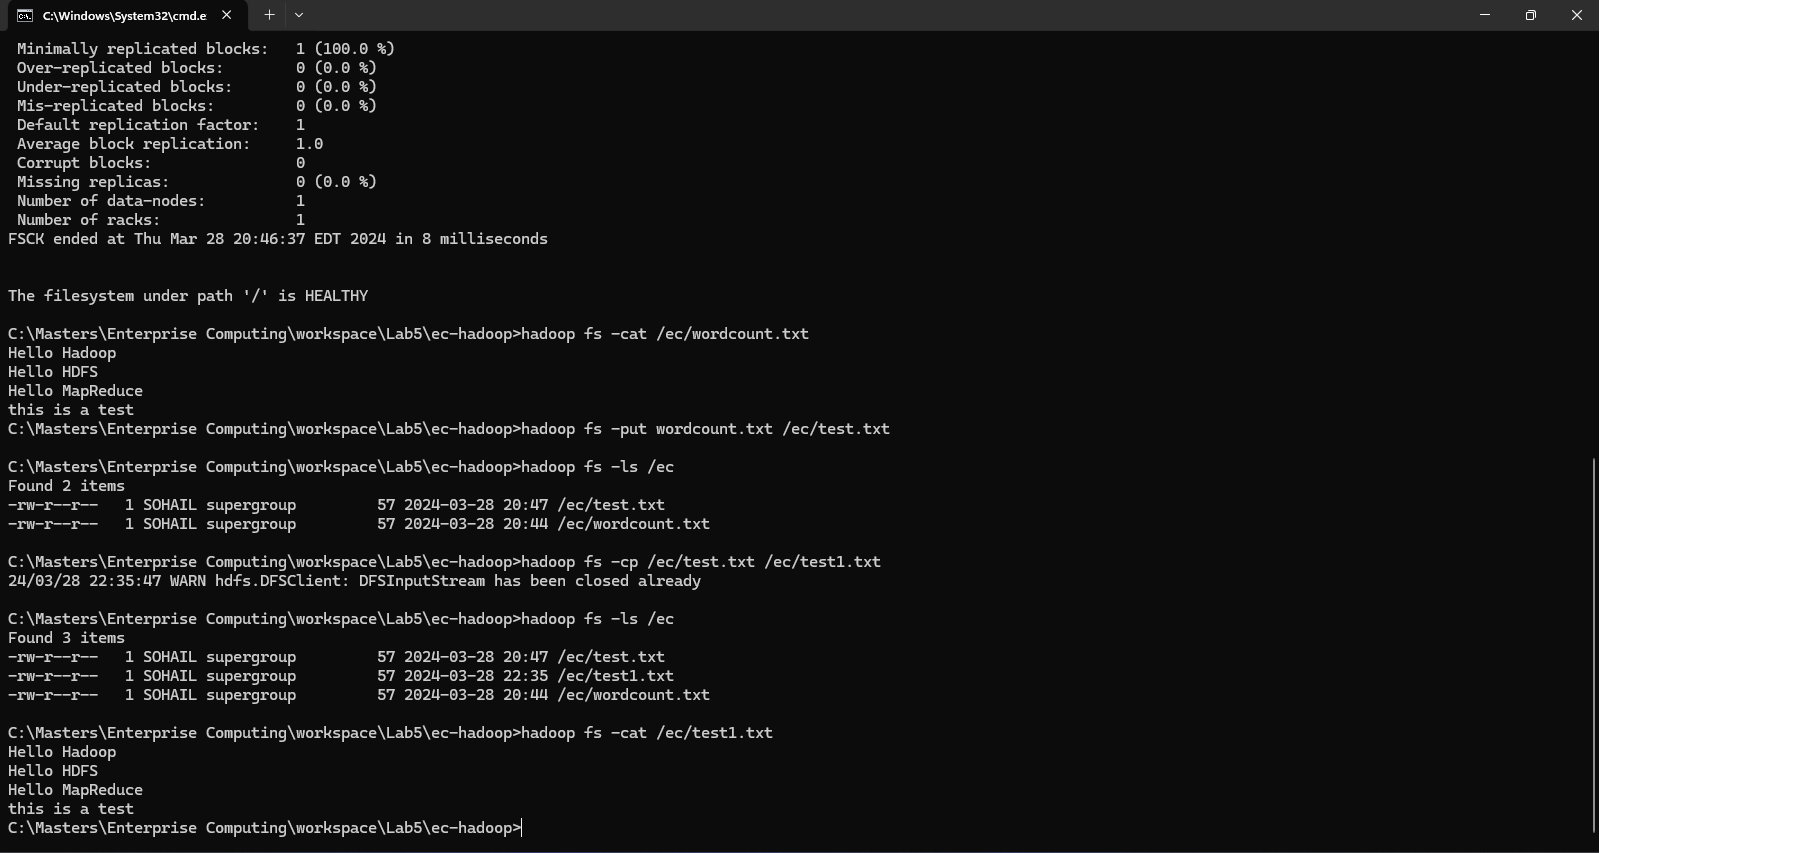 C:\Windows\System32\cmd.e
Minimally replicated blocks:   1 (100.0 %)
Over-replicated blocks:        0 (0.0 %)
Under-replicated blocks:       0 (0.0 %)
Mis-replicated blocks:         0 (0.0 %)
Default replication factor:    1
Average block replication:     1.0
Corrupt blocks:                0
Missing replicas:              0 (0.0 %)
Number of data-nodes:          1
Number of racks:               1
FSCK ended at Thu Mar 28 20:46:37 EDT 2024 in 8 milliseconds
The filesystem under path '/' is HEALTHY
C:\Masters\Enterprise Computing\workspace\Lab5\ec-hadoop>hadoop fs -cat /ec/wordcount.txt
Hello Hadoop
Hello HDFS
Hello MapReduce
this is a test
C:\Masters\Enterprise Computing\workspace\Lab5\ec-hadoop>hadoop fs -put wordcount.txt /ec/test.txt
C:\Masters\Enterprise Computing\workspace\Lab5\ec-hadoop>hadoop fs -ls /ec
Found 2 items
-rw-r--r--   1 SOHAIL supergroup         57 2024-03-28 20:47 /ec/test.txt
-rw-r--r--   1 SOHAIL supergroup         57 2024-03-28 20:44 /ec/wordcount.txt
C:\Masters\Enterprise Computing\workspace\Lab5\ec-hadoop>hadoop fs -cp /ec/test.txt /ec/test1.txt
24/03/28 22:35:47 WARN hdfs.DFSClient: DFSInputStream has been closed already
C:\Masters\Enterprise Computing\workspace\Lab5\ec-hadoop>hadoop fs -ls /ec
Found 3 items
-rw-r--r--   1 SOHAIL supergroup         57 2024-03-28 20:47 /ec/test.txt
-rw-r--r--   1 SOHAIL supergroup         57 2024-03-28 22:35 /ec/test1.txt
-rw-r--r--   1 SOHAIL supergroup         57 2024-03-28 20:44 /ec/wordcount.txt
C:\Masters\Enterprise Computing\workspace\Lab5\ec-hadoop>hadoop fs -cat /ec/test1.txt
Hello Hadoop
Hello HDFS
Hello MapReduce
this is a test
C:\Masters\Enterprise Computing\workspace\Lab5\ec-hadoop>